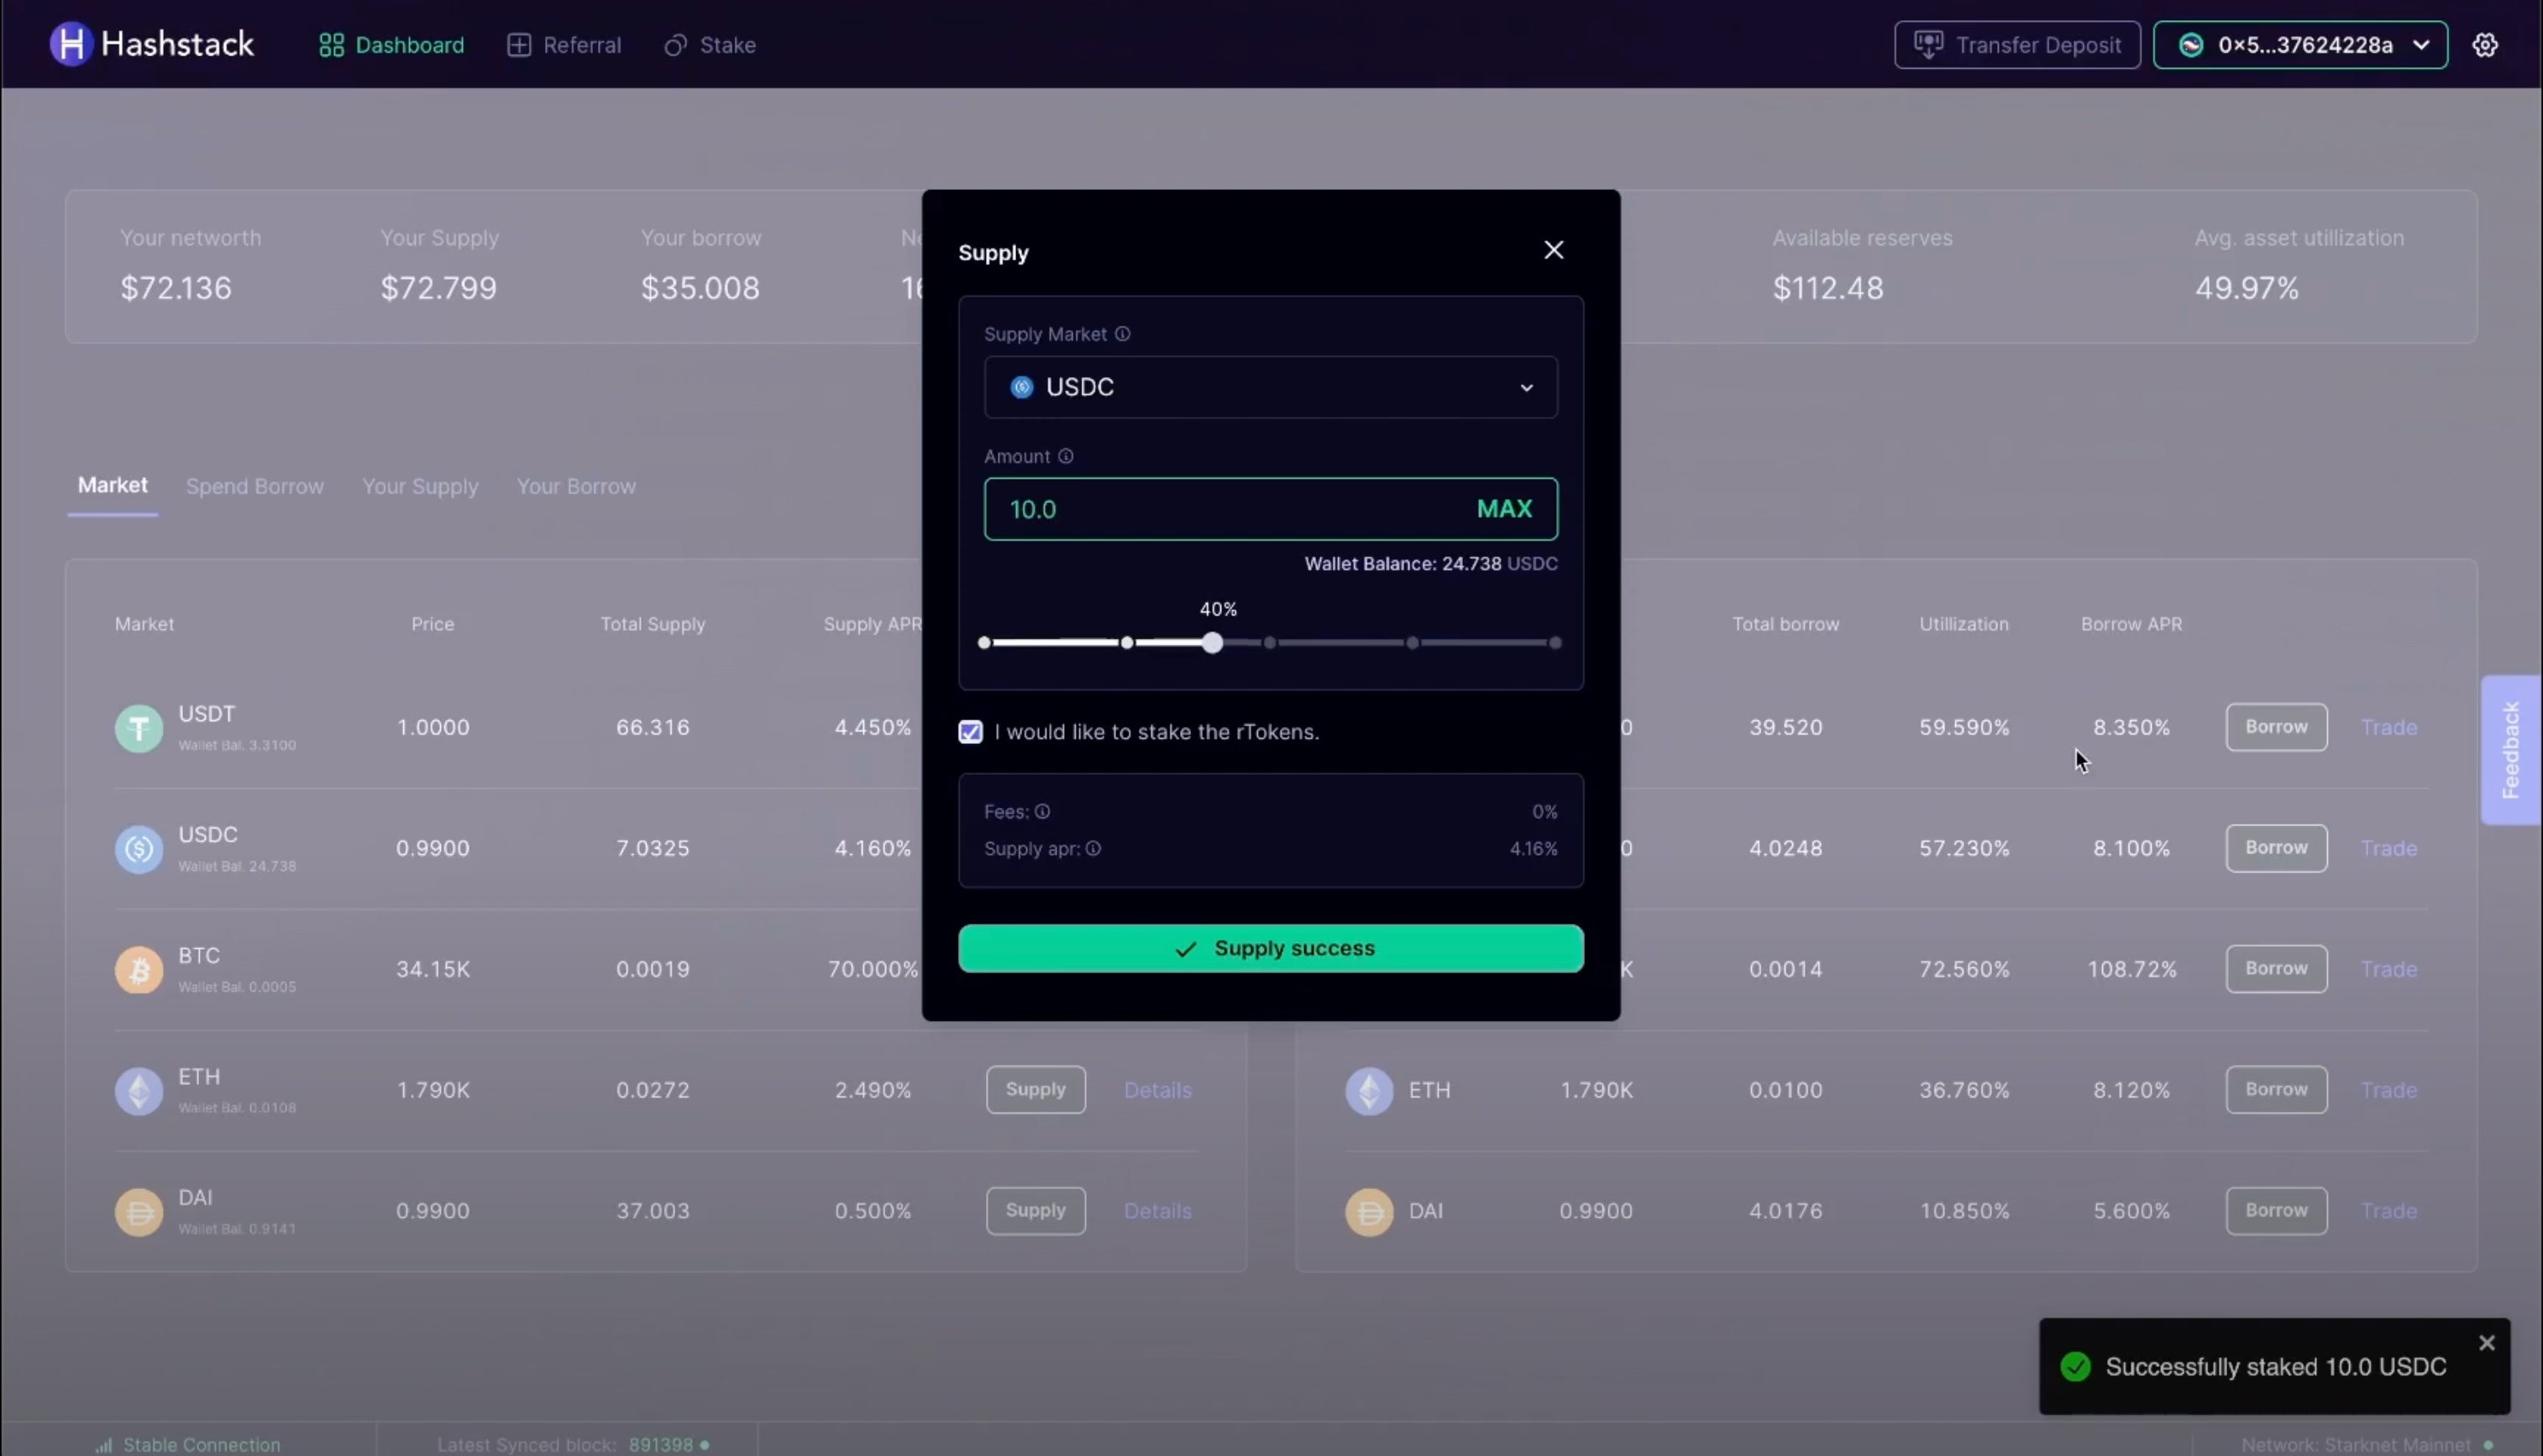 Hashstack Dashboard Referral Stake Transfer Deposit 0×5...37624228a
Your networth Your Supply Your borrow Available reserves Avg. asset utillization
$72.136 $72.799 $35.008 $112.48 49.97%
Supply
Supply Market
USDC
Amount
10.0 MAX
Wallet Balance: 24.738 USDC
40%
I would like to stake the rTokens.
Fees: 0%
Supply apr: 4.16%
Supply success
Market Spend Borrow Your Supply Your Borrow
Market Price Total Supply Supply APR
USDT 1.0000 66.316 4.450%
Wallet Bal. 3.3100
USDC 0.9900 7.0325 4.160%
Wallet Bal. 24.738
BTC 34.15K 0.0019 70.000%
Wallet Bal. 0.0005
ETH 1.790K 0.0272 2.490% Supply Details
Wallet Bal. 0.0108
DAI 0.9900 37.003 0.500% Supply Details
Wallet Bal. 0.9141
Total borrow Utillization Borrow APR
39.520 59.590% 8.350% Borrow Trade
4.0248 57.230% 8.100% Borrow Trade
0.0014 72.560% 108.72% Borrow Trade
ETH 1.790K 0.0100 36.760% 8.120% Borrow Trade
DAI 0.9900 4.0176 10.850% 5.600% Borrow Trade
Feedback
Successfully staked 10.0 USDC
Stable Connection Latest Synced block: 891398 Network: Starknet Mainnet